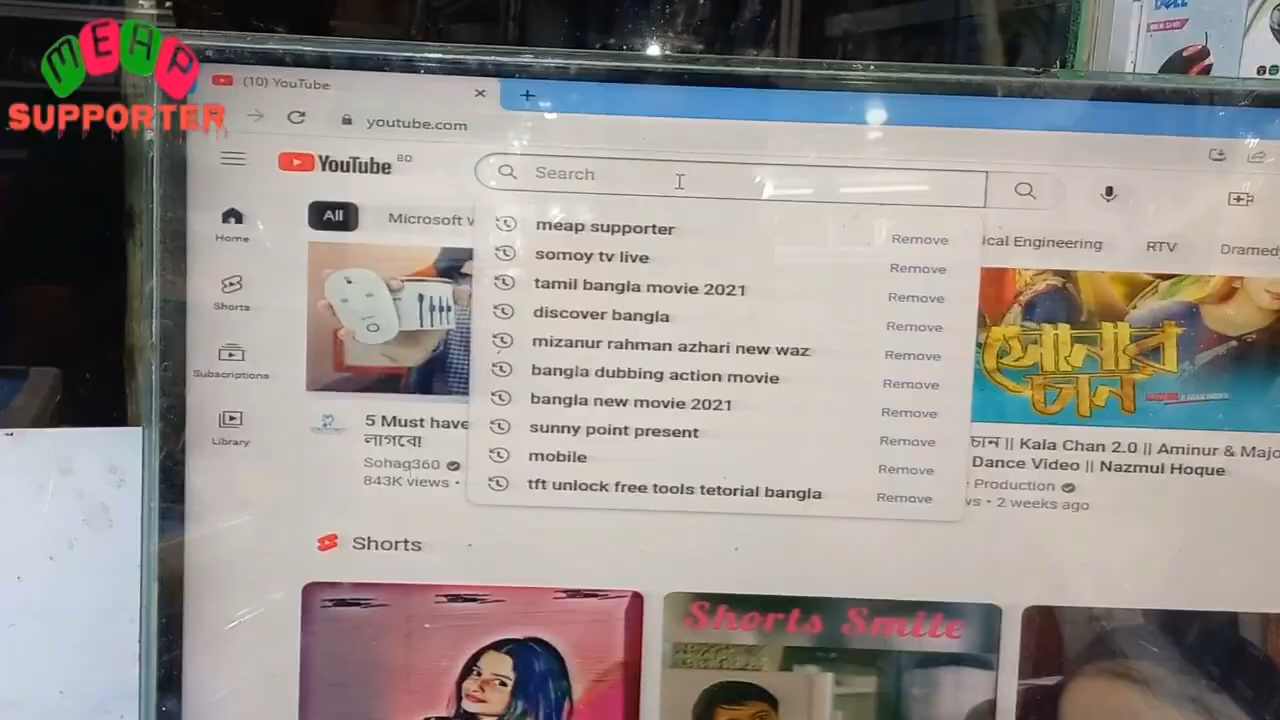 MEAP
SUPPORTER
DELL
(10) YouTube
youtube.com
YouTube BD
Search
All
Microsoft
ical Engineering
RTV
Dramed
Home
Shorts
Subscriptions
Library
meap supporter Remove
somoy tv live Remove
tamil bangla movie 2021 Remove
discover bangla Remove
mizanur rahman azhari new waz Remove
bangla dubbing action movie Remove
bangla new movie 2021 Remove
sunny point present Remove
mobile Remove
tft unlock free tools tetorial bangla Remove
5 Must have
লাগবে!
Sohag360
843K views •
সোনার
চান
চান || Kala Chan 2.0 || Aminur & Majo
Dance Video || Nazmul Hoque
Production
ws • 2 weeks ago
Shorts
Shorts Smile